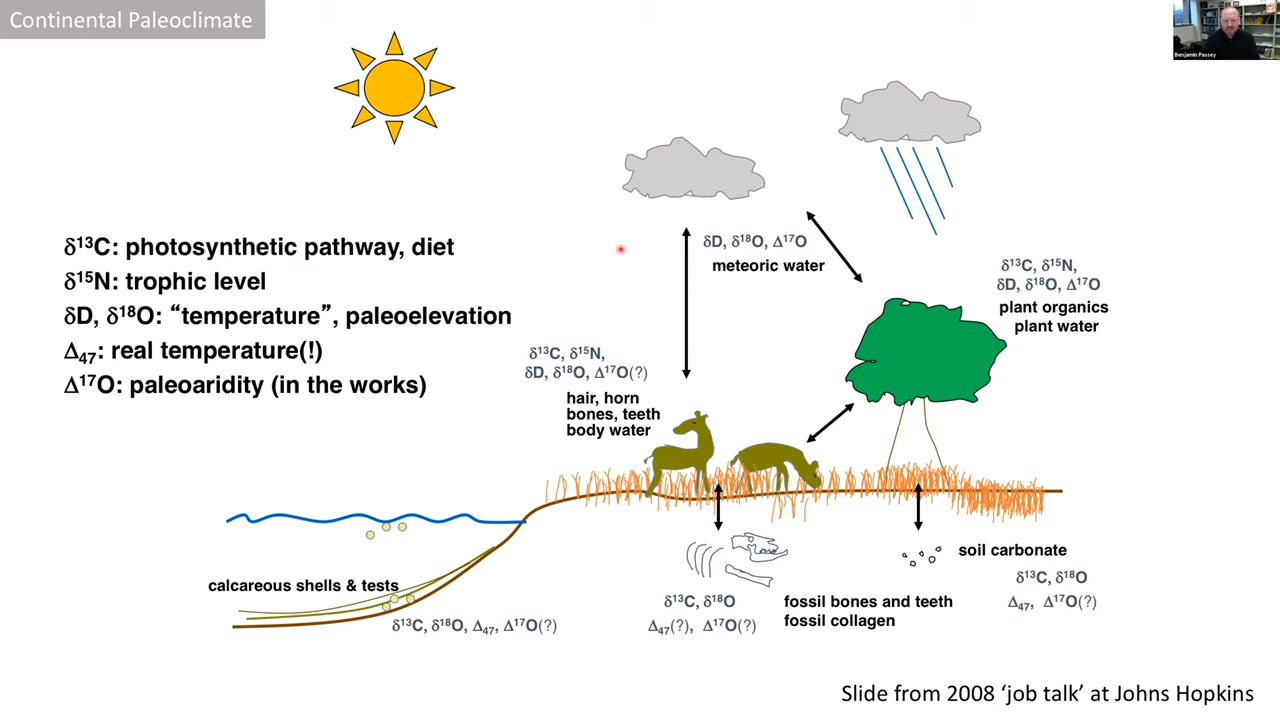 Continental Paleoclimate
Benjamin Passey
δ¹³C: photosynthetic pathway, diet
δ¹⁵N: trophic level
δD, δ¹⁸O: “temperature”, paleoelevation
Δ₄₇: real temperature(!)
Δ¹⁷O: paleoaridity (in the works)
δD, δ¹⁸O, Δ¹⁷O
meteoric water
δ¹³C, δ¹⁵N,
δD, δ¹⁸O, Δ¹⁷O
plant organics
plant water
δ¹³C, δ¹⁵N,
δD, δ¹⁸O, Δ¹⁷O(?)
hair, horn
bones, teeth
body water
calcareous shells & tests
δ¹³C, δ¹⁸O, Δ₄₇, Δ¹⁷O(?)
δ¹³C, δ¹⁸O
Δ₄₇(?), Δ¹⁷O(?)
fossil bones and teeth
fossil collagen
soil carbonate
δ¹³C, δ¹⁸O
Δ₄₇, Δ¹⁷O(?)
Slide from 2008 ‘job talk’ at Johns Hopkins